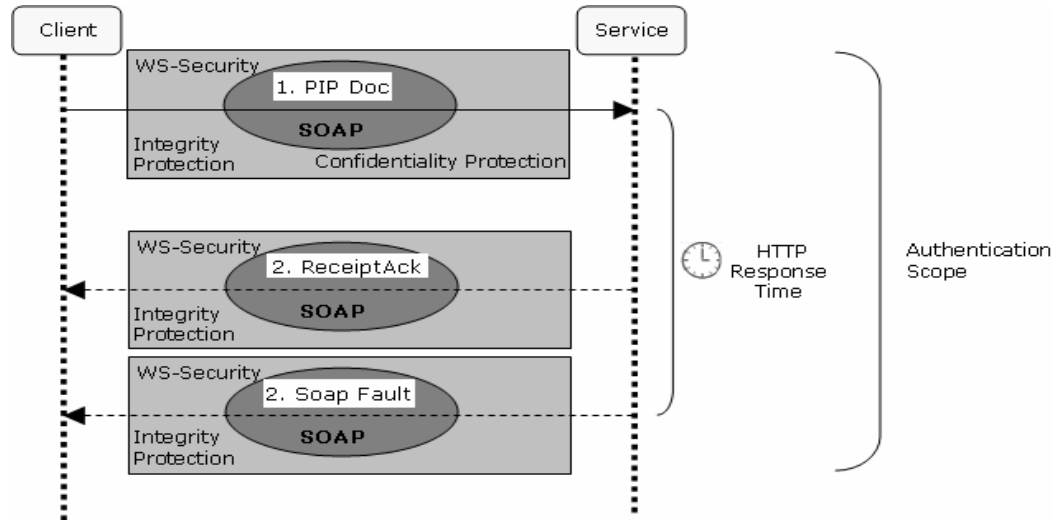 Client
Service
WS-Security
1. PIP Doc
SOAP
Integrity
Protection
Confidentiality Protection
WS-Security
2. ReceiptAck
SOAP
Integrity
Protection
WS-Security
2. Soap Fault
SOAP
Integrity
Protection
HTTP
Response
Time
Authentication
Scope